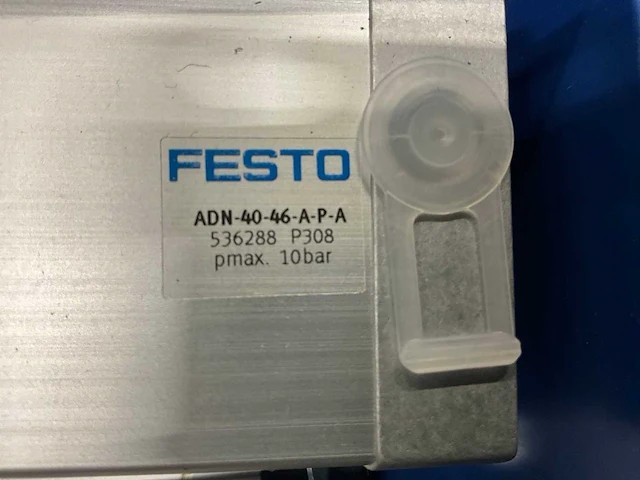 FESTO
ADN-40-46-A-P-A
536288 P308
pmax. 10bar